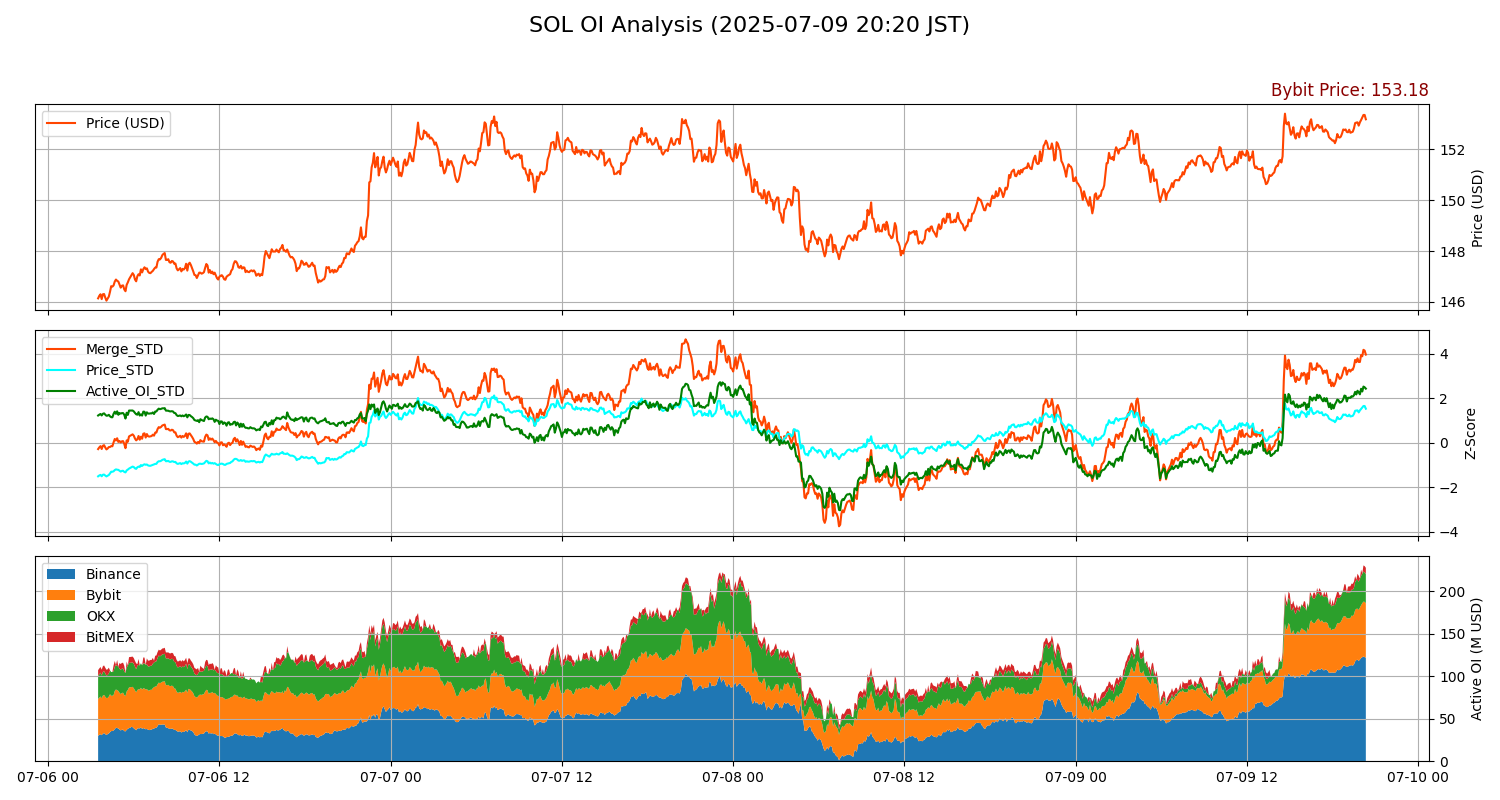 SOL OI Analysis (2025-07-09 20:20 JST)
Bybit Price: 153.18
Price (USD)
152
150
148
146
Price (USD)
Merge_STD
Price_STD
Active_OI_STD
4
2
0
−2
−4
Z-Score
Binance
Bybit
OKX
BitMEX
200
150
100
50
0
Active OI (M USD)
07-06 00
07-06 12
07-07 00
07-07 12
07-08 00
07-08 12
07-09 00
07-09 12
07-10 00